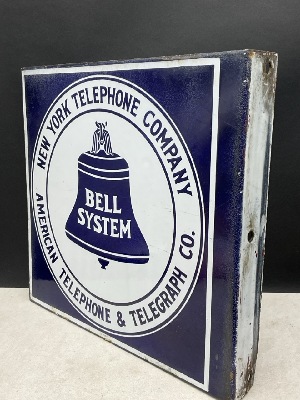 NEW YORK TELEPHONE COMPANY
BELL
SYSTEM
AMERICAN TELEPHONE & TELEGRAPH CO.